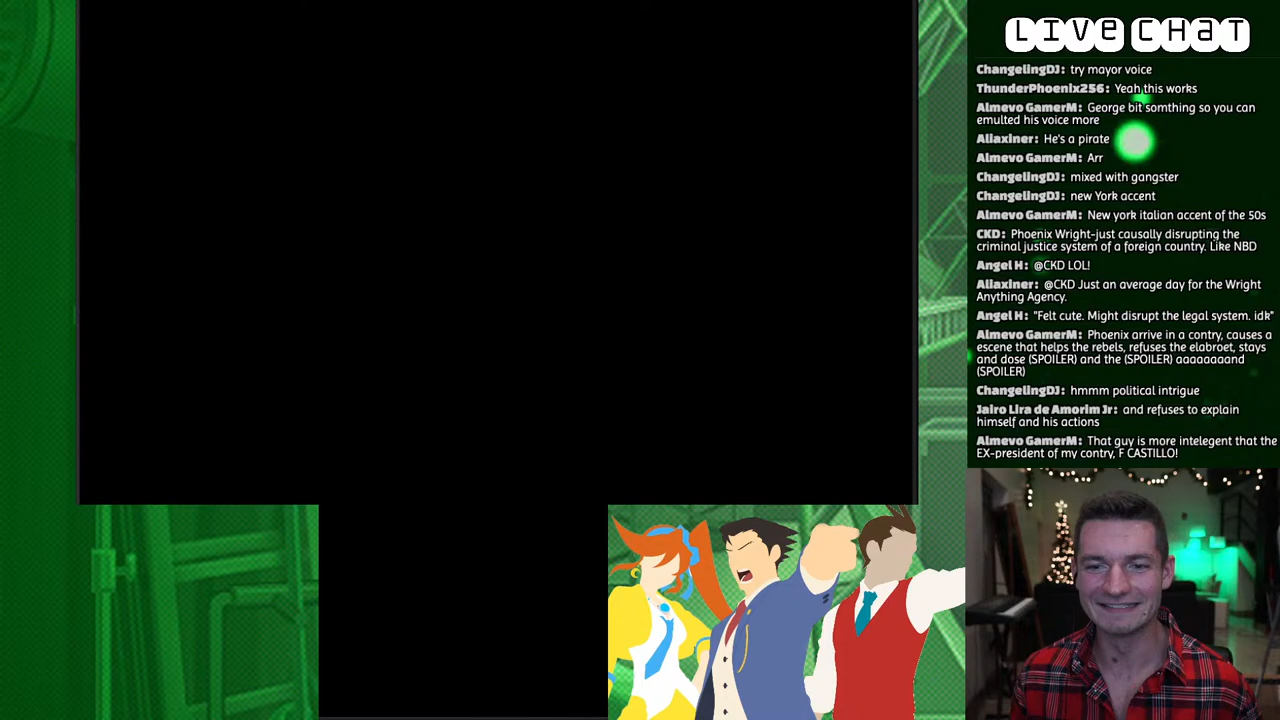 LIVe CHaT
ChangelingDJ: try mayor voice
ThunderPhoenix256: Yeah this works
Almevo GamerM: George bit somthing so you can
emulted his voice more
Aliaxiner: He's a pirate
Almevo GamerM: Arr
ChangelingDJ: mixed with gangster
ChangelingDJ: new York accent
Almevo GamerM: New york italian accent of the 50s
CKD: Phoenix Wright-just causally disrupting the
criminal justice system of a foreign country. Like NBD
Angel H: @CKD LOL!
Aliaxiner: @CKD Just an average day for the Wright
Anything Agency.
Angel H: "Felt cute. Might disrupt the legal system. idk"
Almevo GamerM: Phoenix arrive in a contry, causes a
escene that helps the rebels, refuses the elabroet, stays
and dose (SPOILER) and the (SPOILER) aaaaaaaand
(SPOILER)
ChangelingDJ: hmmm political intrigue
Jairo Lira de Amorim Jr: and refuses to explain
himself and his actions
Almevo GamerM: That guy is more intelegent that the
EX-president of my contry, F CASTILLO!